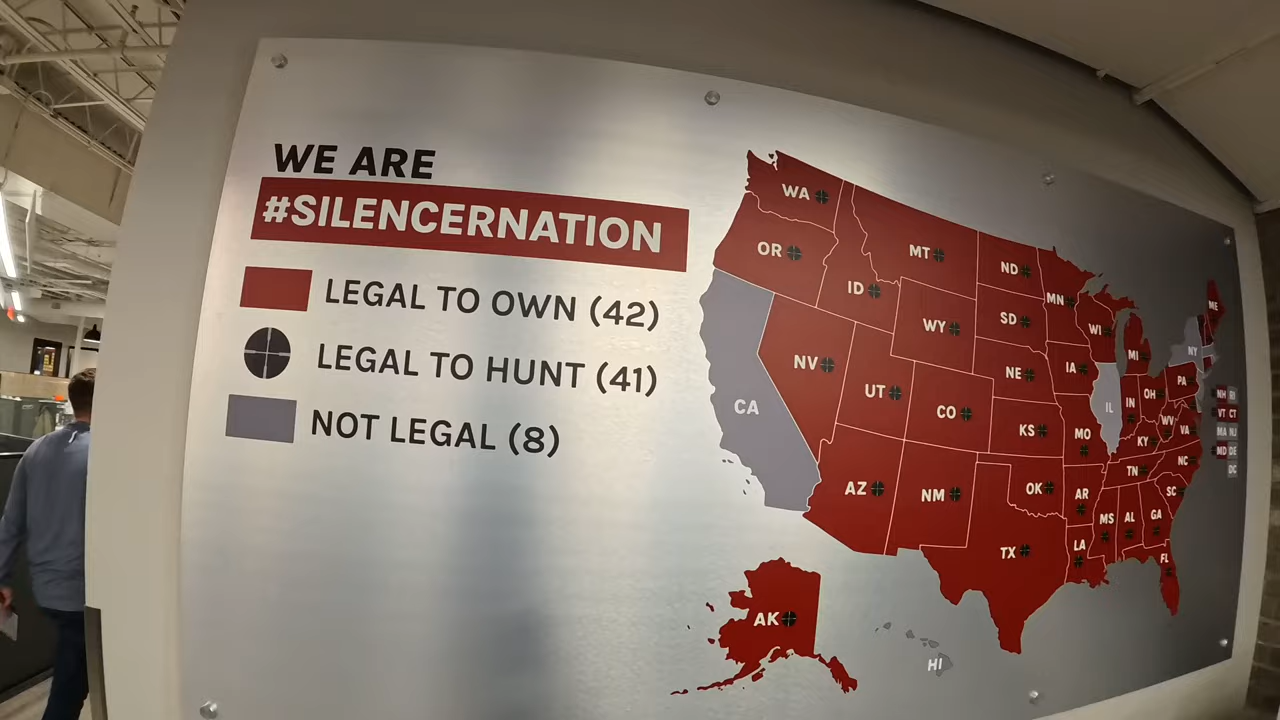 WE ARE
#SILENCERNATION
LEGAL TO OWN (42)
LEGAL TO HUNT (41)
NOT LEGAL (8)
WA
OR
CA
ID
NV
MT
WY
UT
AZ
CO
NM
ND
SD
NE
KS
OK
TX
MN
IA
MO
AR
LA
WI
IL
MI
IN
OH
KY
TN
MS
AL
GA
FL
SC
NC
VA
WV
PA
NY
ME
NH RI
VT CT
MA NJ
MD DE
DC
AK
HI